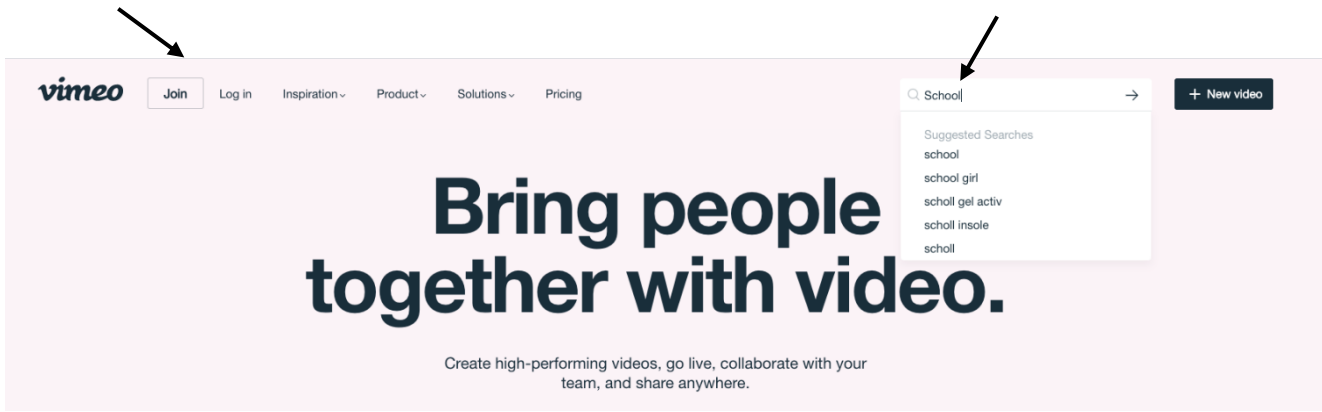 vimeo Join Log in Inspiration Product Solutions Pricing School + New video
Suggested Searches
school
school girl
scholl gel activ
scholl insole
scholl
Bring people
together with video.
Create high-performing videos, go live, collaborate with your
team, and share anywhere.